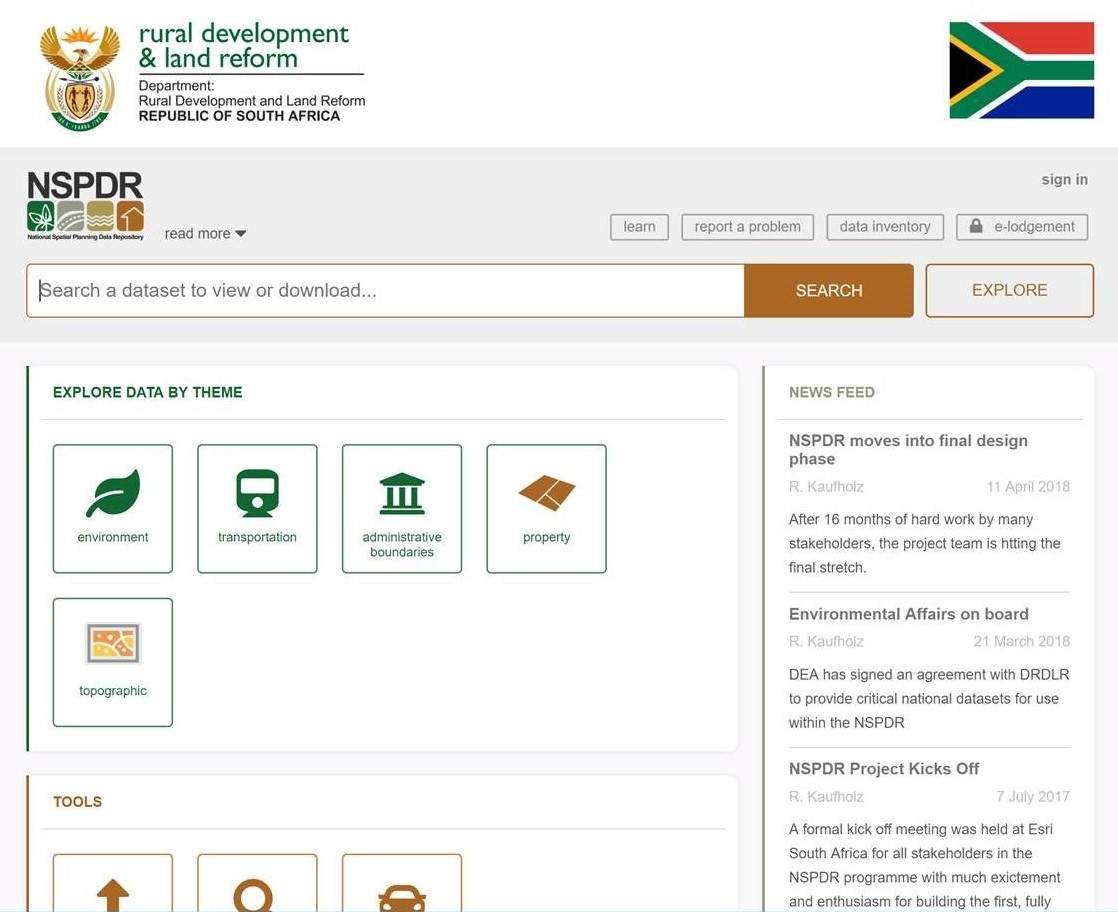 rural development
& land reform
Department:
Rural Development and Land Reform
REPUBLIC OF SOUTH AFRICA
NSPDR
National Spatial Planning Data Repository
read more
sign in
learn
report a problem
data inventory
e-lodgement
Search a dataset to view or download...
SEARCH
EXPLORE
EXPLORE DATA BY THEME
environment
transportation
administrative
boundaries
property
topographic
TOOLS
NEWS FEED
NSPDR moves into final design
phase
R. Kaufholz 11 April 2018
After 16 months of hard work by many
stakeholders, the project team is htting the
final stretch.
Environmental Affairs on board
R. Kaufholz 21 March 2018
DEA has signed an agreement with DRDLR
to provide critical national datasets for use
within the NSPDR
NSPDR Project Kicks Off
R. Kaufholz 7 July 2017
A formal kick off meeting was held at Esri
South Africa for all stakeholders in the
NSPDR programme with much exictement
and enthusiasm for building the first, fully